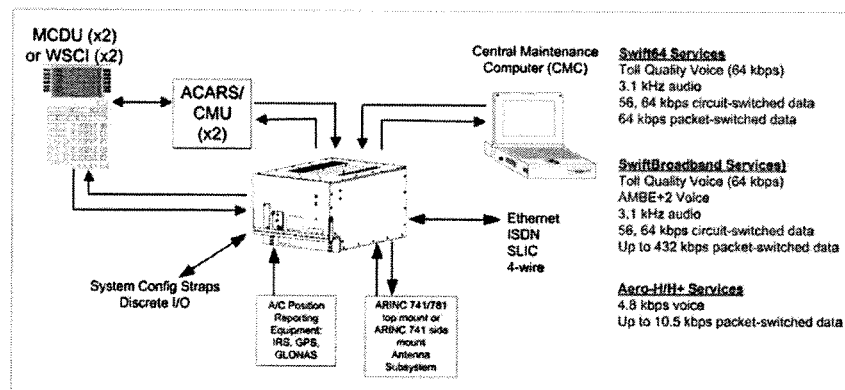 MCDU (x2)
or WSCI (x2)
ACARS/
CMU
(x2)
Central Maintenance
Computer (CMC)
System Config Straps
Discrete I/O
A/C Position
Reporting
Equipment:
IRS, GPS,
GLONAS
ARINC 741/781
top mount or
ARINC 741 side
mount
Antenna
Subsystem
Ethernet
ISDN
SLIC
4-wire
Swift64 Services
Toll Quality Voice (64 kbps)
3.1 kHz audio
56, 64 kbps circuit-switched data
64 kbps packet-switched data
SwiftBroadband Services)
Toll Quality Voice (64 kbps)
AMBE+2 Voice
3.1 kHz audio
56, 64 kbps circuit-switched data
Up to 432 kbps packet-switched data
Aero-H/H+ Services
4.8 kbps voice
Up to 10.5 kbps packet-switched data